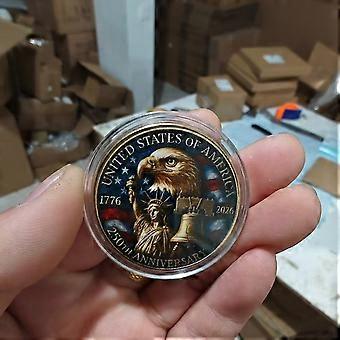 UNITED STATES OF AMERICA
1776
2026
250TH ANNIVERSARY